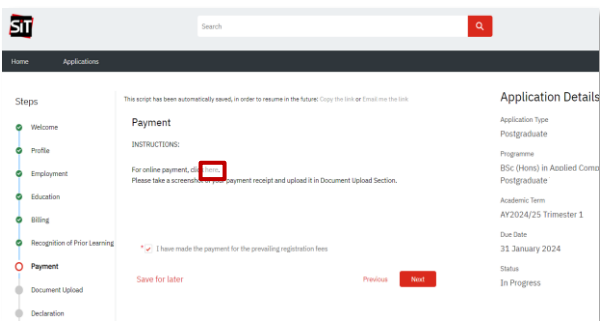 SiT
Search
Home Applications
Steps
Welcome
Profile
Employment
Education
Billing
Recognition of Prior Learning
Payment
Document Upload
Declaration
This script has been automatically saved, in order to resume in the future: Copy the link or Email me the link
Payment
INSTRUCTIONS:
For online payment, click here.
Please take a screenshot of your payment receipt and upload it in Document Upload Section.
* I have made the payment for the prevailing registration fees
Save for later Previous Next
Application Details
Application Type
Postgraduate
Programme
BSc (Hons) in Applied Comp
Postgraduate
Academic Term
AY2024/25 Trimester 1
Due Date
31 January 2024
Status
In Progress